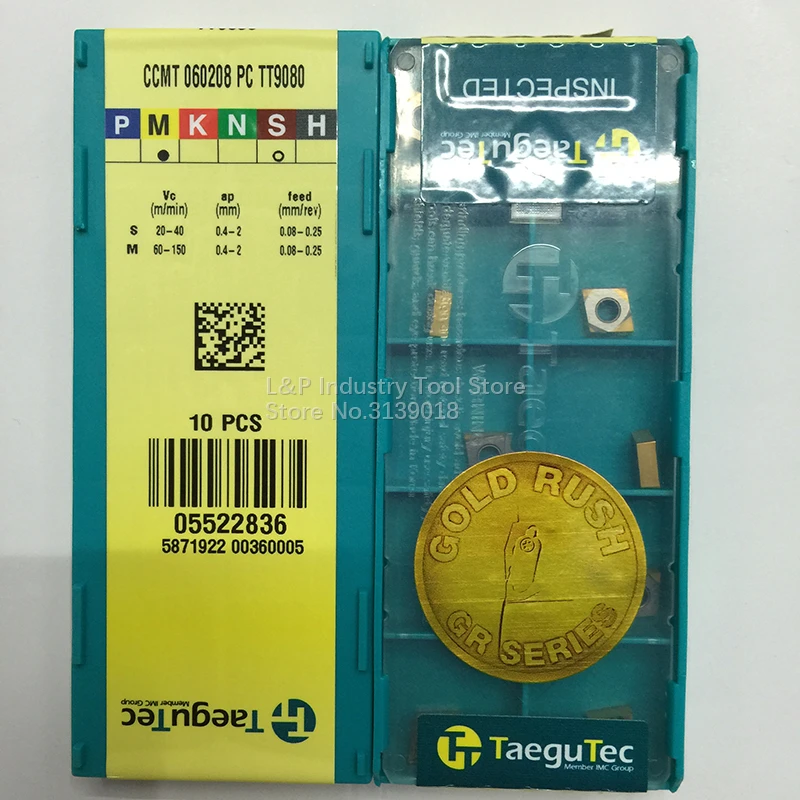 CCMT 060208 PC TT9080
P M K N S H
Vc ap feed
(m/min) (mm) (mm/rev)
S 20-40 0.4-2 0.08-0.25
M 60-150 0.4-2 0.08-0.25
10 PCS
05522836
5871922 00360005
TaeguTec
Member IMC Group
INSPECTED
TaeguTec
Member IMC Group
GOLD RUSH
GR SERIES
TaeguTec
Member IMC Group
L&P Industry Tool Store
Store No.3139018